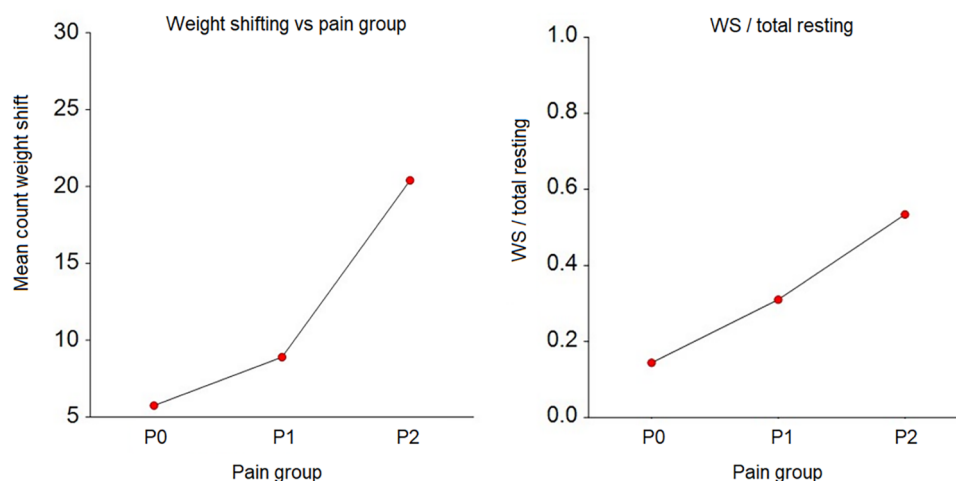 Weight shifting vs pain group
Mean count weight shift
30
25
20
15
10
5
P0 P1 P2
Pain group
WS / total resting
WS / total resting
1.0
0.8
0.6
0.4
0.2
0.0
P0 P1 P2
Pain group